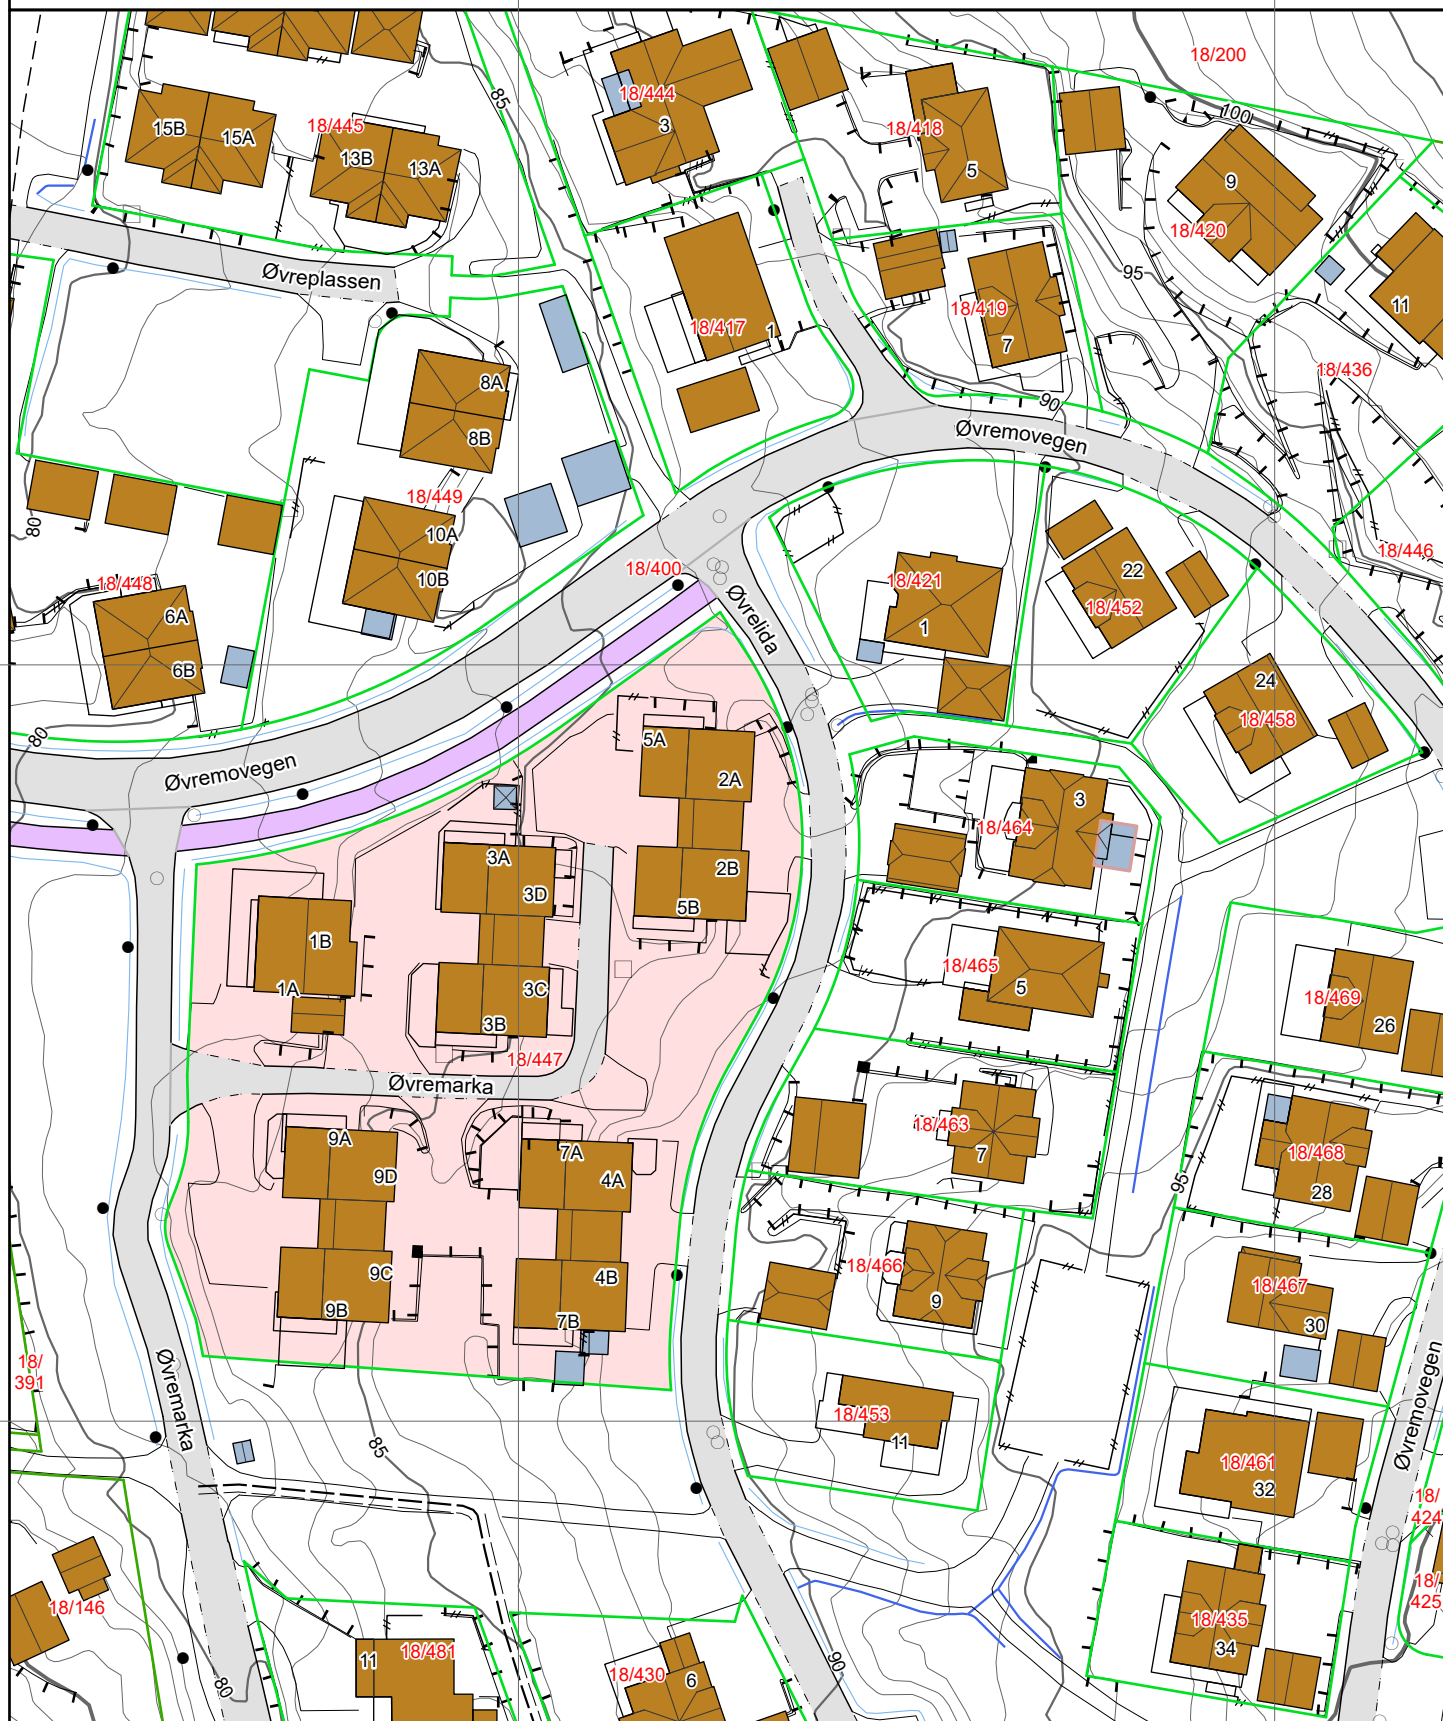 18/200
85
18/444
3
100
15B
15A
18/445
13B
13A
18/418
5
9
18/420
95
Øvreplassen
18/417
1
18/419
7
11
18/436
8A
8B
90
Øvremovegen
18/449
10A
10B
80
18/448
6A
6B
18/400
Øvrelida
18/421
1
22
18/452
18/446
24
18/458
80
Øvremovegen
5A
2A
3
18/464
3A
3D
2B
5B
1B
1A
3C
3B
18/447
18/465
5
18/469
26
Øvremarka
9A
9D
7A
4A
18/463
7
18/468
28
95
9C
9B
4B
7B
18/466
9
18/467
30
18/
391
Øvremarka
85
18/453
11
18/461
32
Øvremovegen
18/
424
18/
425
18/146
18/435
34
80
11
18/481
18/430
6
90